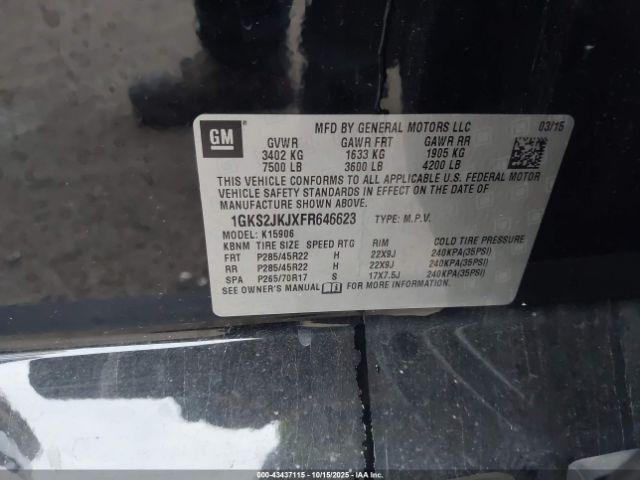 GM
MFD BY GENERAL MOTORS LLC 03/15
GVWR GAWR FRT GAWR RR
3402 KG 1633 KG 1905 KG
7500 LB 3600 LB 4200 LB
THIS VEHICLE CONFORMS TO ALL APPLICABLE U.S. FEDERAL MOTOR
VEHICLE SAFETY STANDARDS IN EFFECT ON THE DATE OF
MANUFACTURE SHOWN ABOVE.
1GKS2JKJXFR646623 TYPE: M.P.V.
MODEL: K15906
KBNM TIRE SIZE SPEED RTG RIM COLD TIRE PRESSURE
FRT P285/45R22 H 22X9J 240KPA(35PSI)
RR P285/45R22 H 22X9J 240KPA(35PSI)
SPA P265/70R17 S 17X7.5J 240KPA(35PSI)
SEE OWNER'S MANUAL FOR MORE INFORMATION.
000-43437115 - 10/15/2025 - IAAI.com